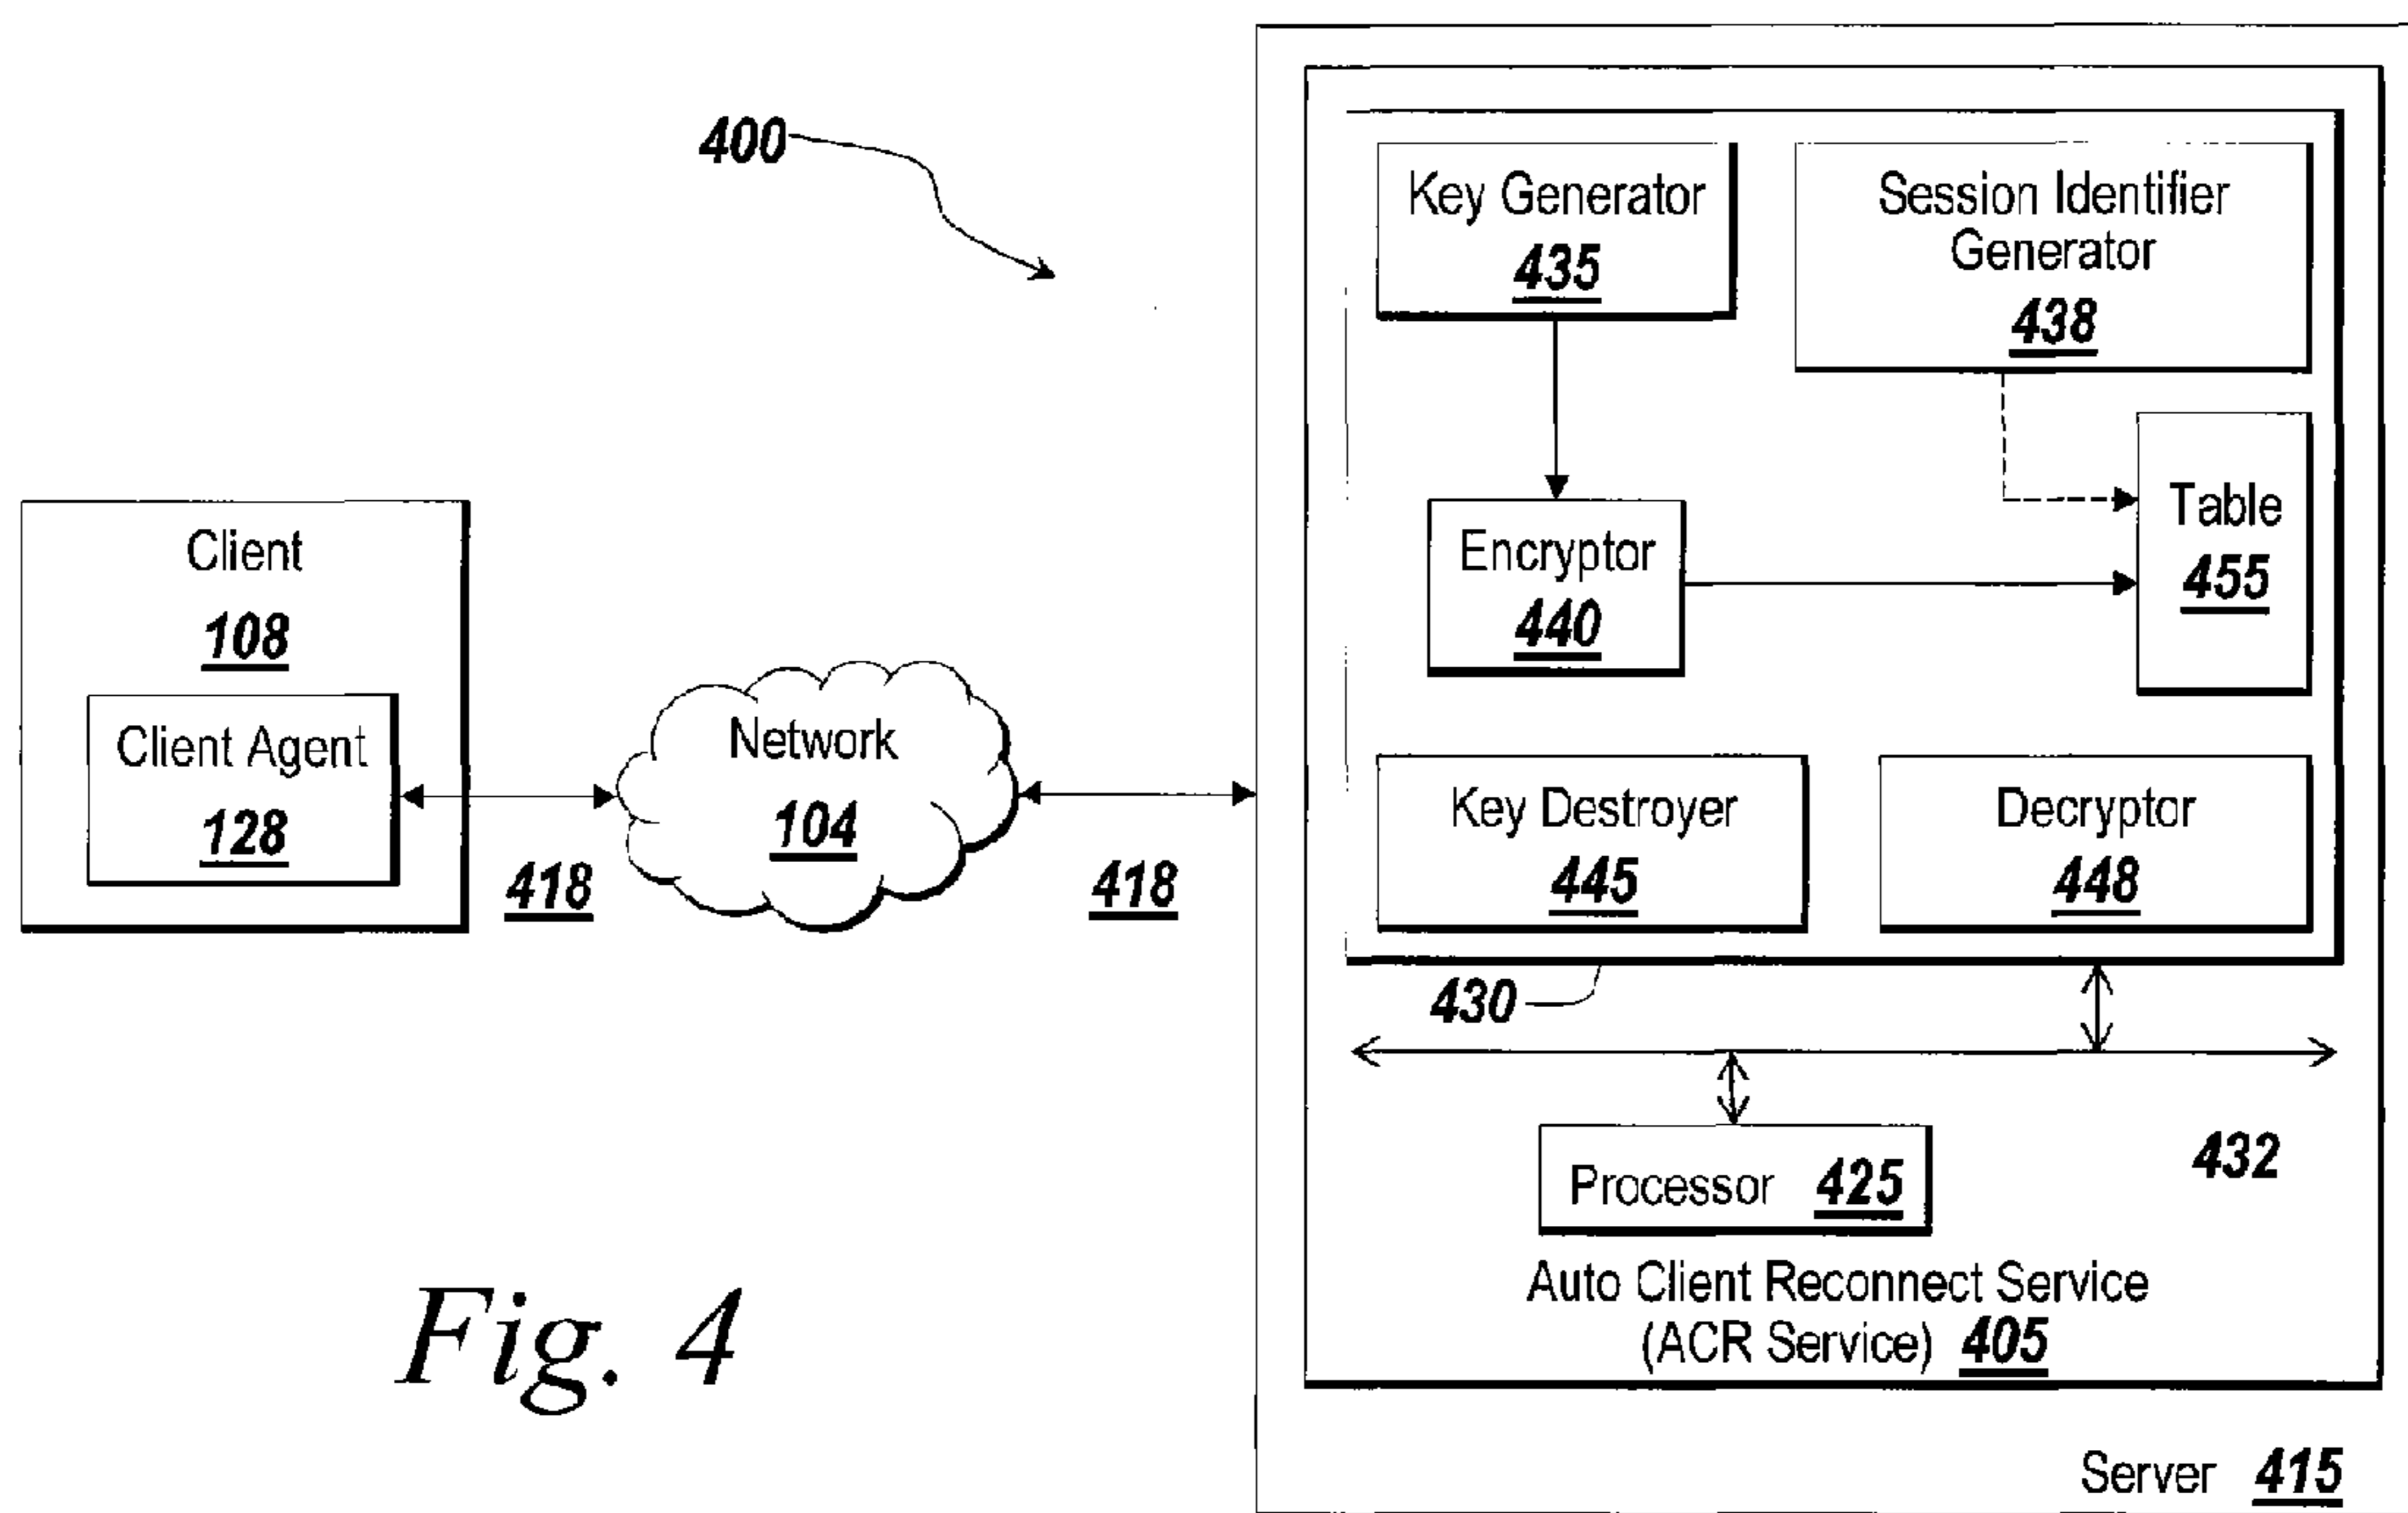 400
Key Generator
435
Session Identifier
Generator
438
Table
455
Encryptor
440
Client
108
Client Agent
128
418
Network
104
418
Key Destroyer
445
Decryptor
448
430
432
Processor 425
Auto Client Reconnect Service
(ACR Service) 405
Server 415
Fig. 4